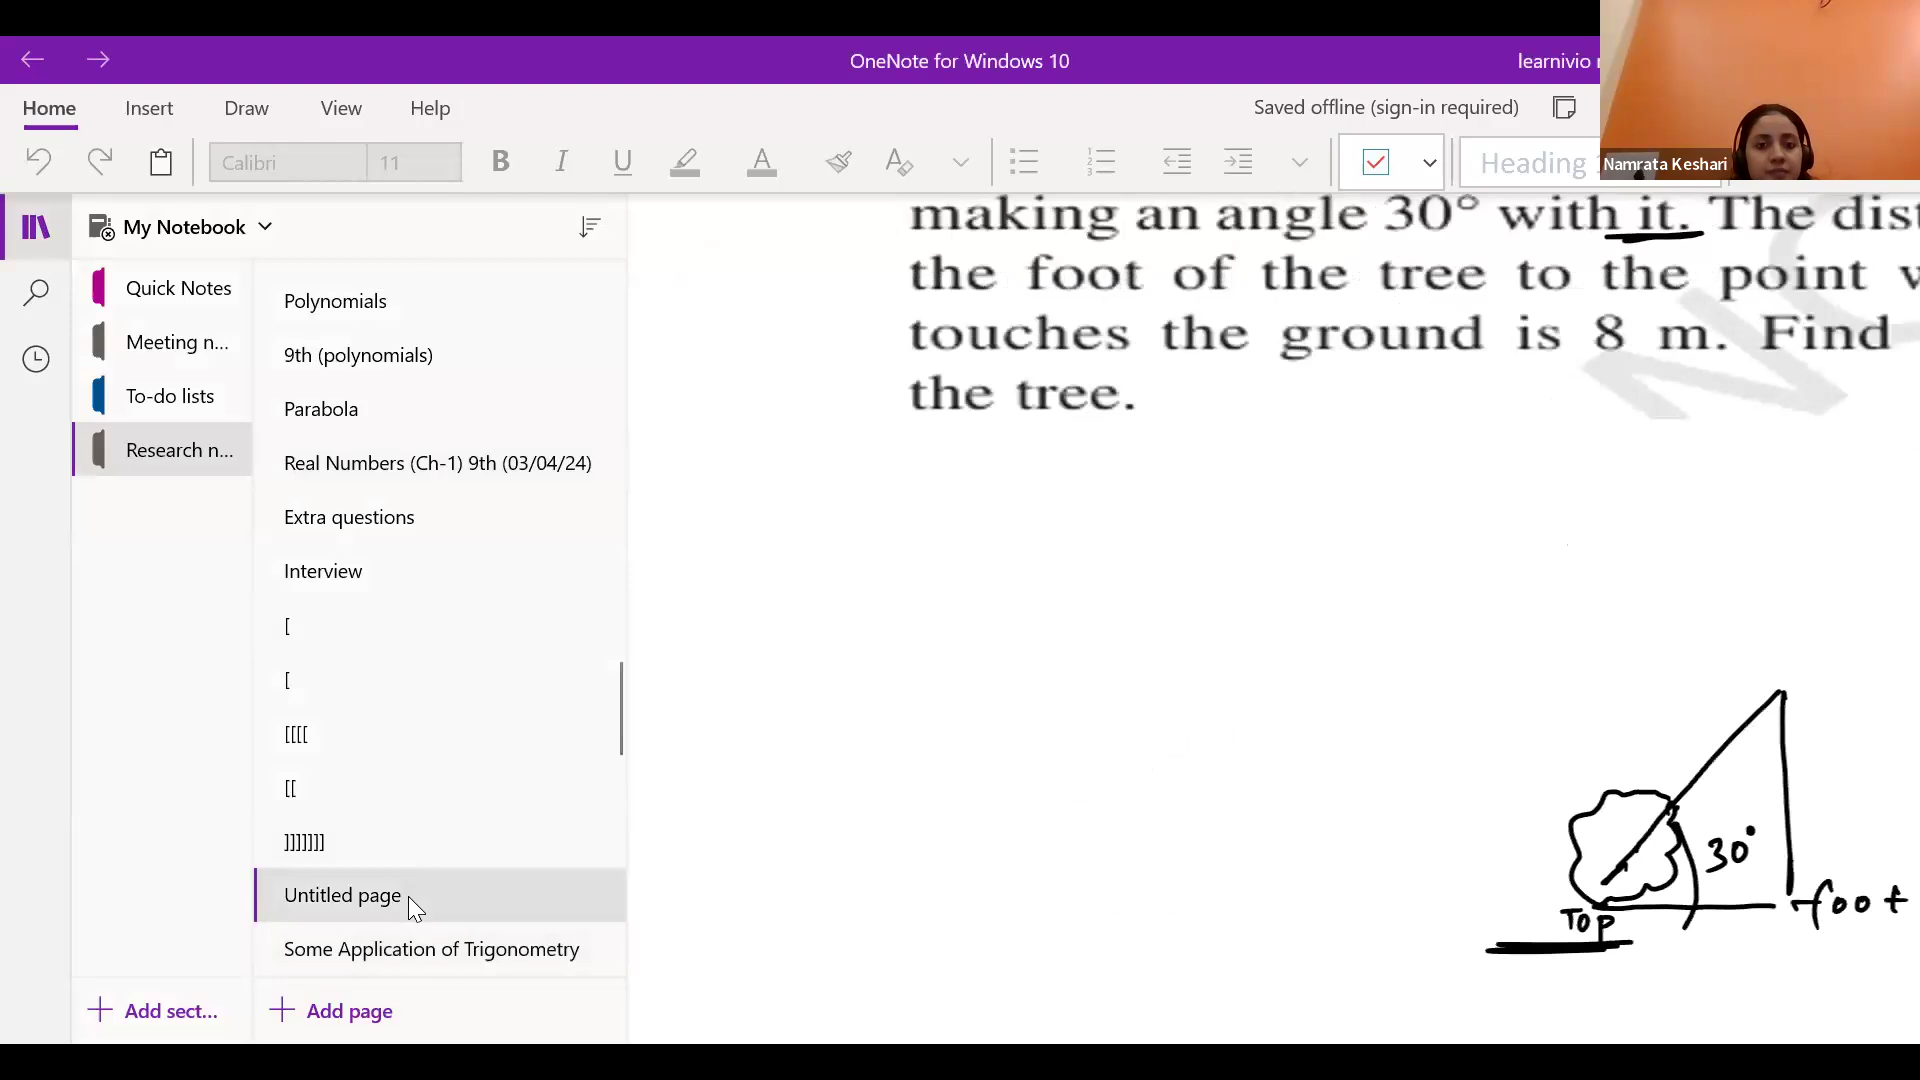 OneNote for Windows 10
learnivio
Home Insert Draw View Help
Saved offline (sign-in required)
Calibri 11 B I U
Heading
Namrata Keshari
My Notebook
Quick Notes
Meeting n...
To-do lists
Research n...
Polynomials
9th (polynomials)
Parabola
Real Numbers (Ch-1) 9th (03/04/24)
Extra questions
Interview
[
[
[[[[
[[
]]]]]]]
Untitled page
Some Application of Trigonometry
Add sect...
Add page
making an angle 30° with it. The dist
the foot of the tree to the point
touches the ground is 8 m. Find
the tree.
30°
foot
Top